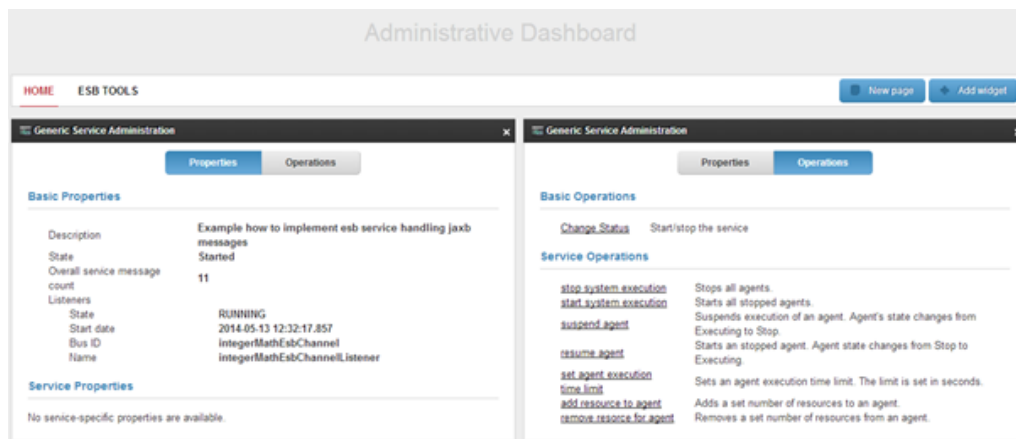 Administrative Dashboard
HOME ESB TOOLS New page Add widget
Generic Service Administration x
Properties Operations
Basic Properties
Description Example how to implement esb service handling jaxb
messages
State Started
Overall service message
count 11
Listeners
State RUNNING
Start date 2014-05-13 12:32:17.857
Bus ID integerMathEsbChannel
Name integerMathEsbChannelListener
Service Properties
No service-specific properties are available.
Generic Service Administration
Properties Operations
Basic Operations
Change Status Start/stop the service
Service Operations
stop system execution Stops all agents.
start system execution Starts all stopped agents.
suspend agent Suspends execution of an agent. Agent's state changes from
Executing to Stop.
resume agent Starts an stopped agent. Agent state changes from Stop to
Executing.
set agent execution
time limit Sets an agent execution time limit. The limit is set in seconds.
add resource to agent Adds a set number of resources to an agent.
remove resorce for agent Removes a set number of resources from an agent.